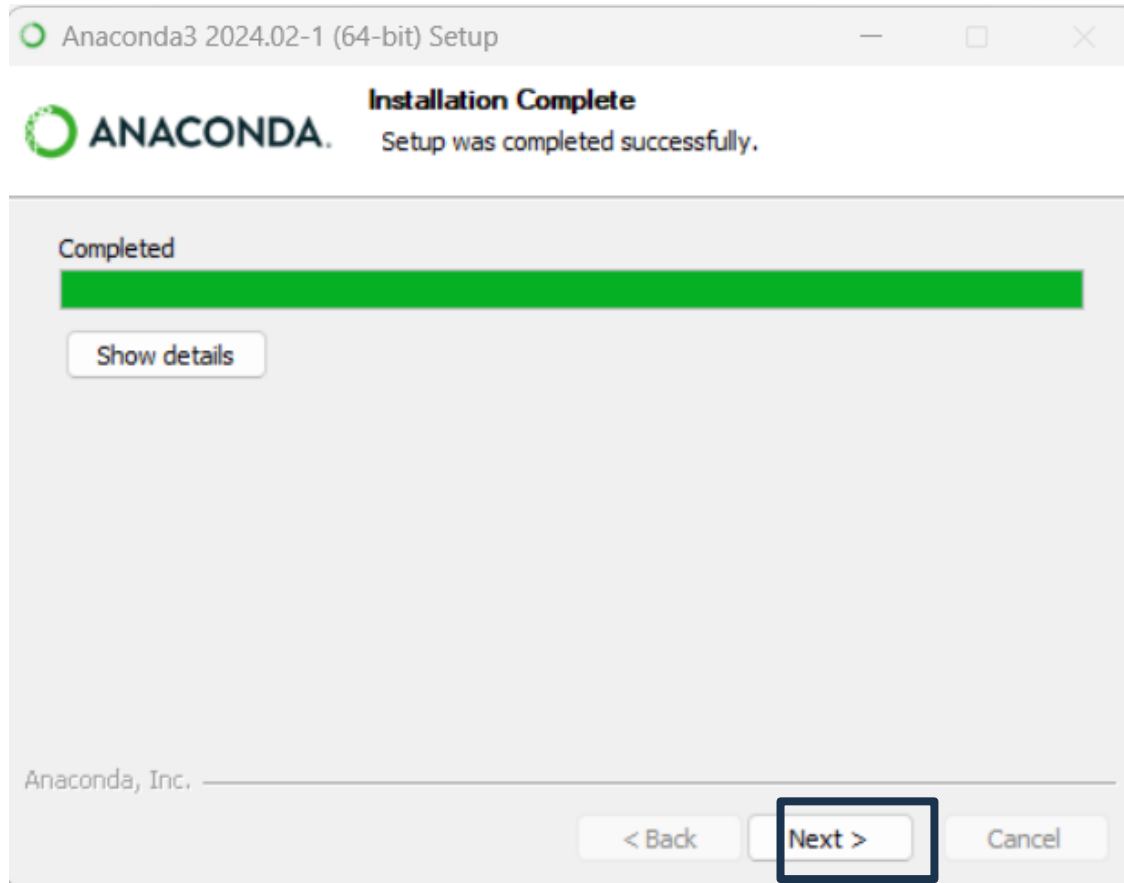 Anaconda3 2024.02-1 (64-bit) Setup
ANACONDA.
Installation Complete
Setup was completed successfully.
Completed
Show details
Anaconda, Inc.
< Back
Next >
Cancel